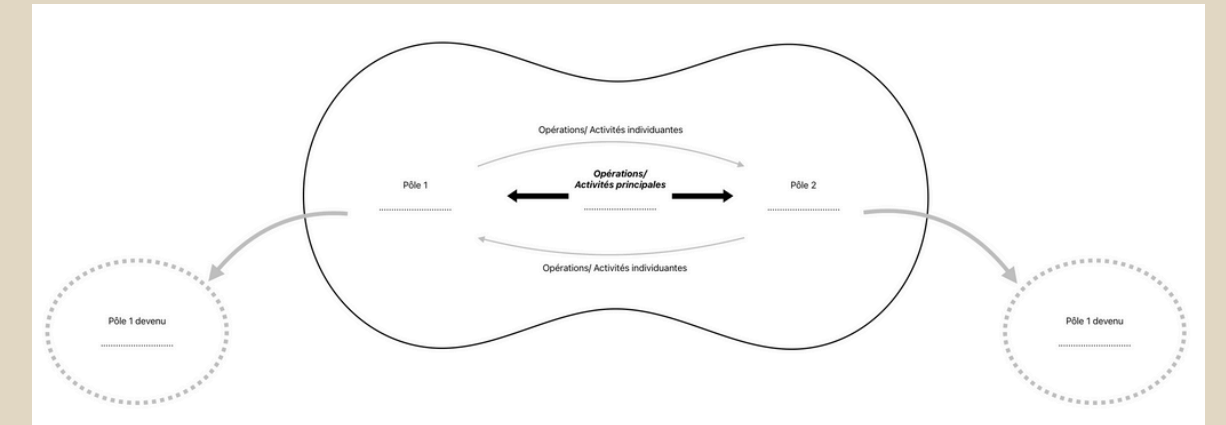 Opérations/ Activités individuantes
Opérations/
Activités principales
Pôle 1
Pôle 2
Opérations/ Activités individuantes
Pôle 1 devenu
Pôle 1 devenu